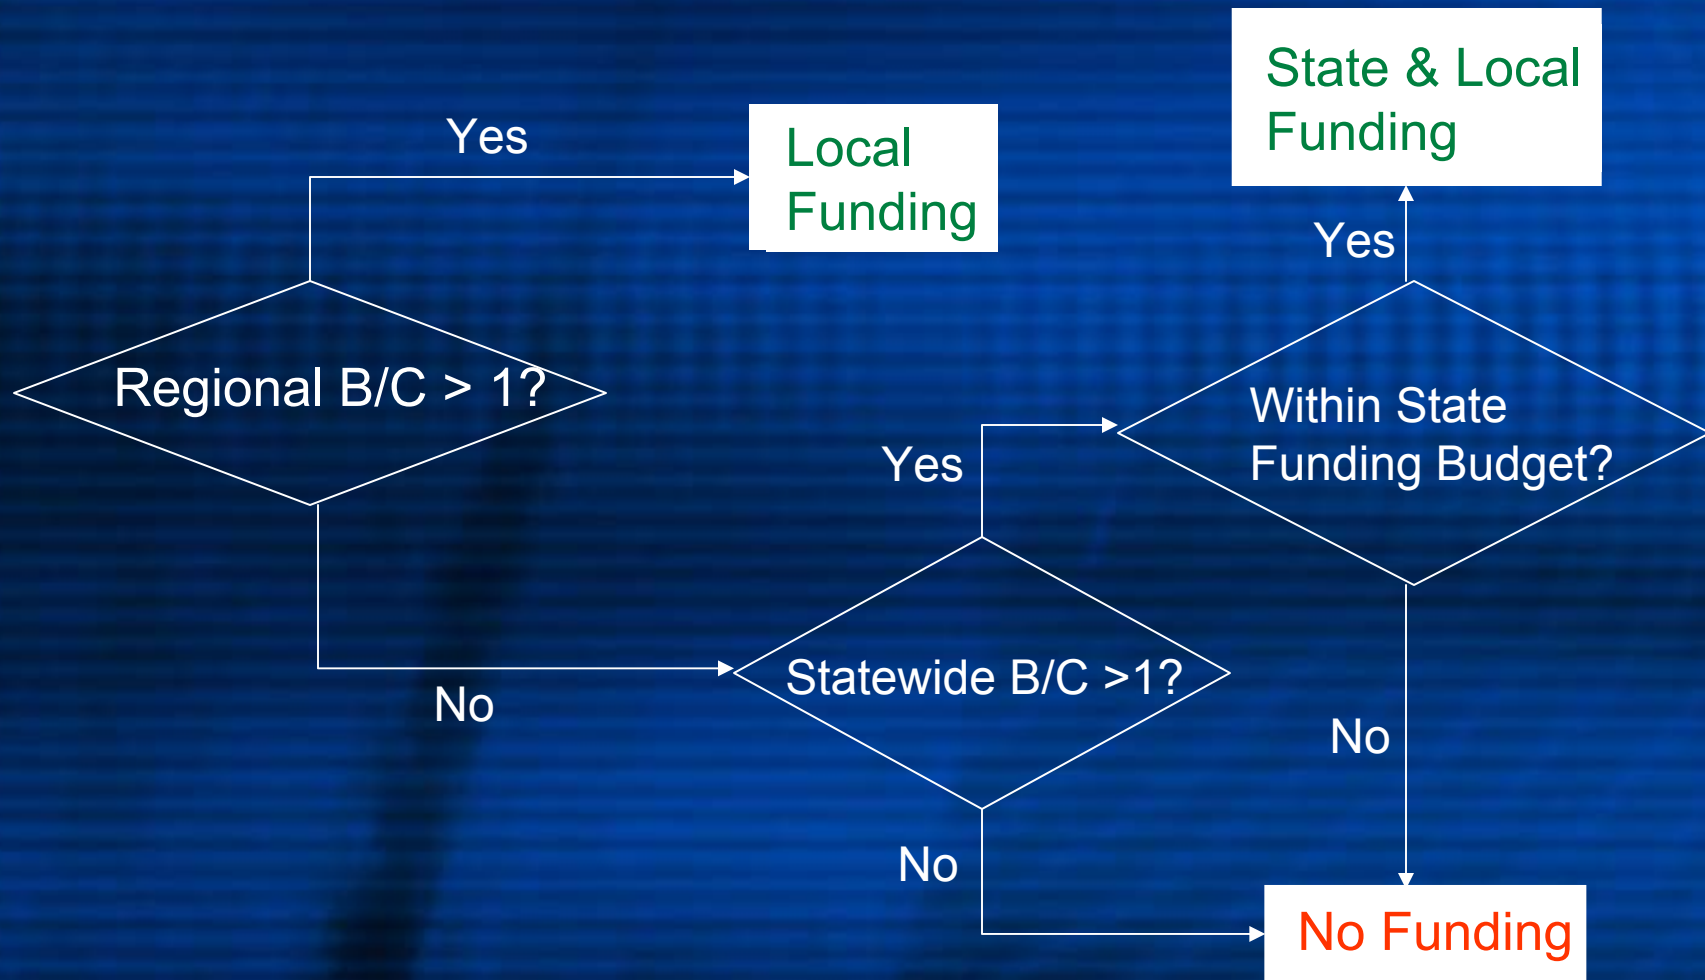 State & Local
Funding
Yes
Local
Funding
Yes
Regional B/C > 1?
Within State
Funding Budget?
Yes
Statewide B/C >1?
No
No
No
No Funding